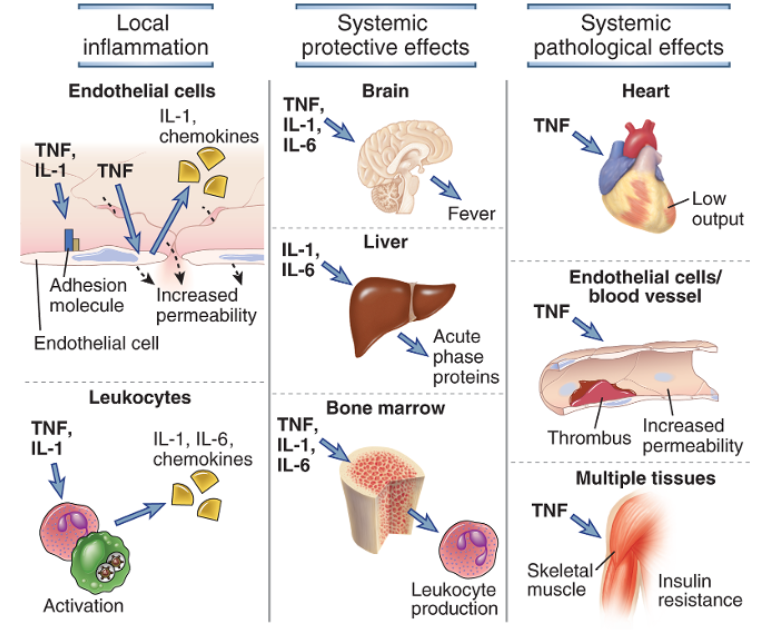 Local
inflammation
Endothelial cells
IL-1,
chemokines
TNF,
IL-1
TNF
Adhesion
molecule
Increased
permeability
Endothelial cell
Leukocytes
TNF,
IL-1
IL-1, IL-6,
chemokines
Activation
Systemic
protective effects
Brain
TNF,
IL-1,
IL-6
Fever
Liver
IL-1,
IL-6
Acute
phase
proteins
Bone marrow
TNF,
IL-1,
IL-6
Leukocyte
production
Systemic
pathological effects
Heart
TNF
Low
output
Endothelial cells/
blood vessel
TNF
Thrombus
Increased
permeability
Multiple tissues
TNF
Skeletal
muscle
Insulin
resistance